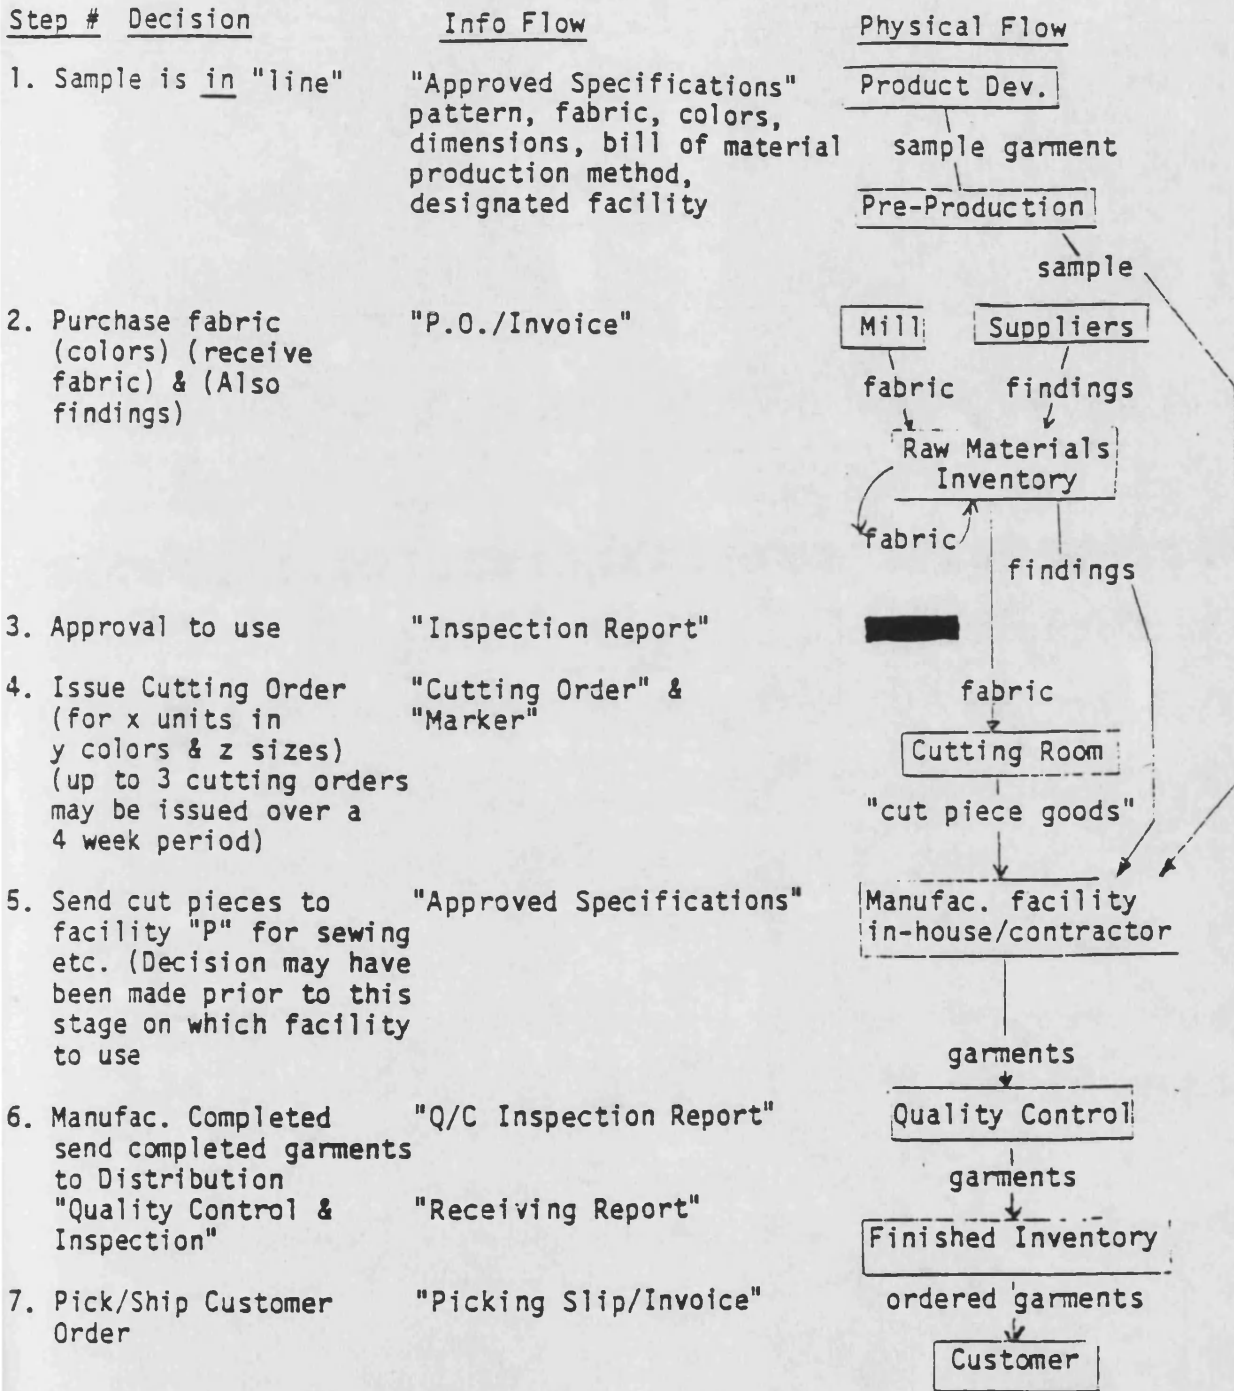 Step # Decision Info Flow Physical Flow
1. Sample is in "line" "Approved Specifications" Product Dev.
pattern, fabric, colors,
dimensions, bill of material sample garment
production method,
designated facility Pre-Production
sample
2. Purchase fabric "P.O./Invoice" Mill Suppliers
(colors) (receive
fabric) & (Also fabric findings
findings)
Raw Materials
Inventory
fabric
findings
3. Approval to use "Inspection Report"
4. Issue Cutting Order "Cutting Order" & fabric
(for x units in "Marker"
y colors & z sizes) Cutting Room
(up to 3 cutting orders
may be issued over a "cut piece goods"
4 week period)
5. Send cut pieces to "Approved Specifications" Manufac. facility
facility "P" for sewing in-house/contractor
etc. (Decision may have
been made prior to this
stage on which facility
to use garments
6. Manufac. Completed "Q/C Inspection Report" Quality Control
send completed garments
to Distribution garments
"Quality Control & "Receiving Report"
Inspection" Finished Inventory
7. Pick/Ship Customer "Picking Slip/Invoice" ordered garments
Order
Customer